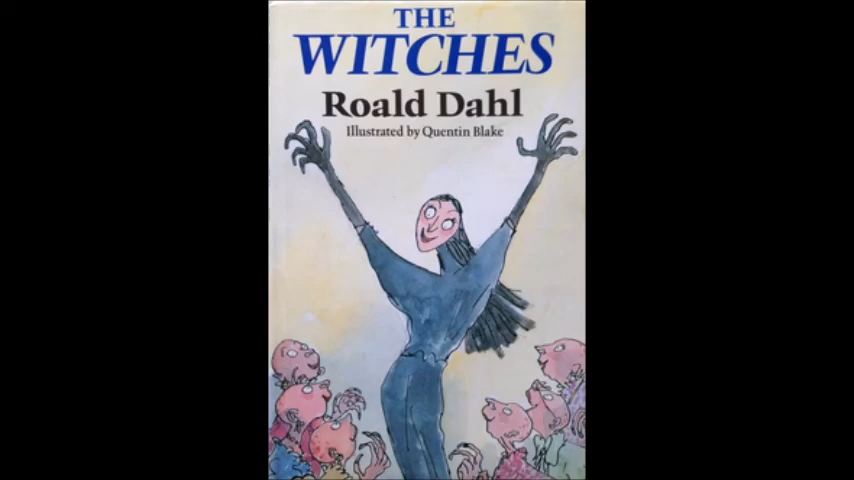 THE
WITCHES
Roald Dahl
Illustrated by Quentin Blake